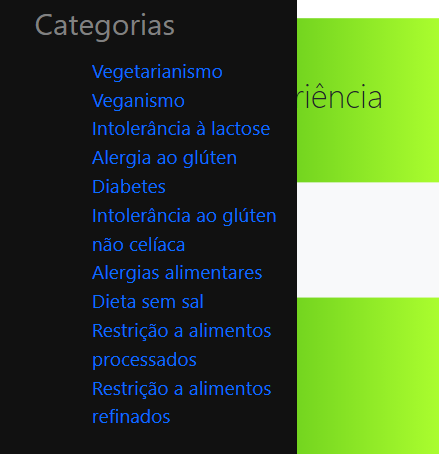 Categorias
Vegetarianismo
Veganismo
Intolerância à lactose
Alergia ao glúten
Diabetes
Intolerância ao glúten
não celíaca
Alergias alimentares
Dieta sem sal
Restrição a alimentos
processados
Restrição a alimentos
refinados
riência